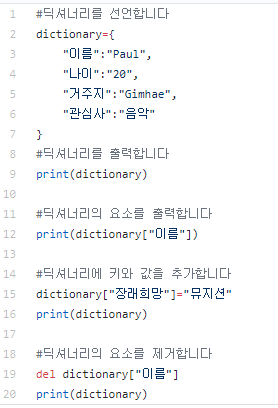 1 #딕셔너리를 선언합니다
2 dictionary={
3     "이름":"Paul",
4     "나이":"20",
5     "거주지":"Gimhae",
6     "관심사":"음악"
7 }
8 #딕셔너리를 출력합니다
9 print(dictionary)
10
11 #딕셔너리의 요소를 출력합니다
12 print(dictionary["이름"])
13
14 #딕셔너리에 키와 값을 추가합니다
15 dictionary["장래희망"]="뮤지션"
16 print(dictionary)
17
18 #딕셔너리의 요소를 제거합니다
19 del dictionary["이름"]
20 print(dictionary)